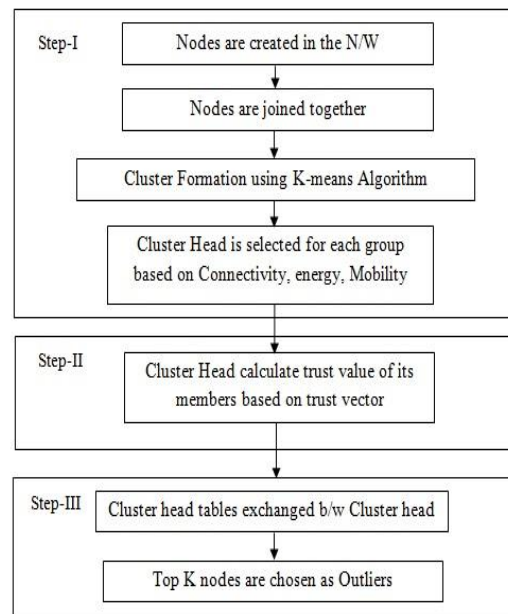 Step-I
Nodes are created in the N/W
Nodes are joined together
Cluster Formation using K-means Algorithm
Cluster Head is selected for each group
based on Connectivity, energy, Mobility
Step-II
Cluster Head calculate trust value of its
members based on trust vector
Step-III
Cluster head tables exchanged b/w Cluster head
Top K nodes are chosen as Outliers